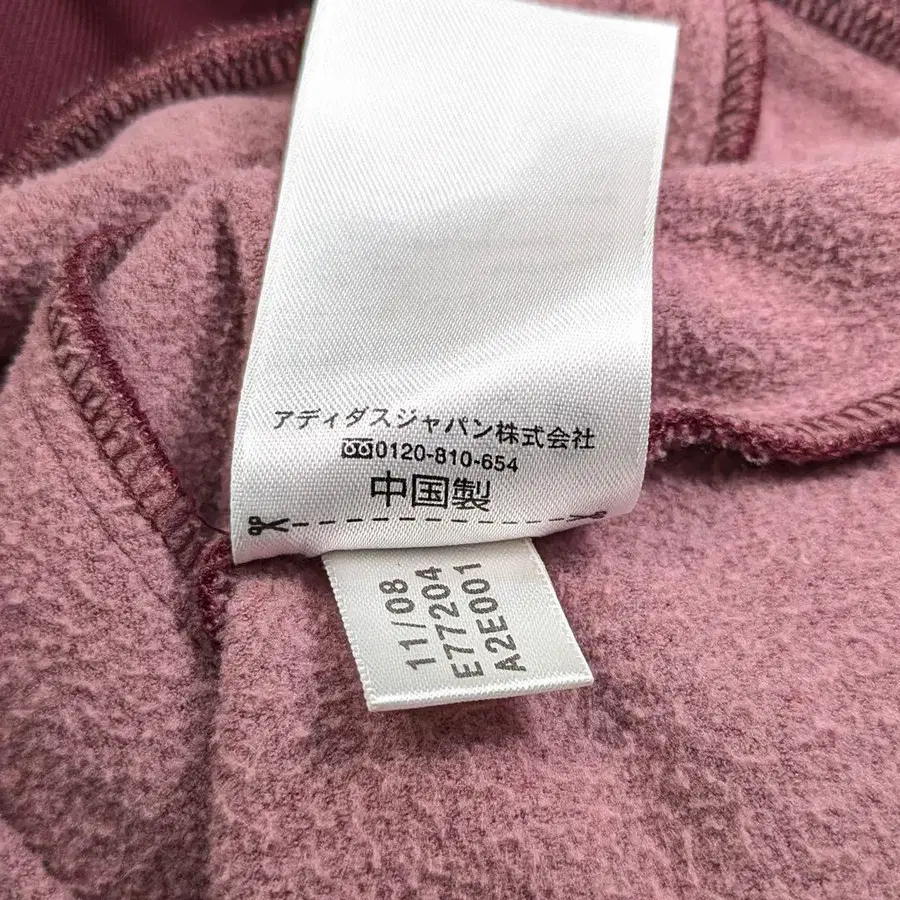 アディダスジャパン株式会社
0120-810-654
中国製
11/08
E77204
A2E001